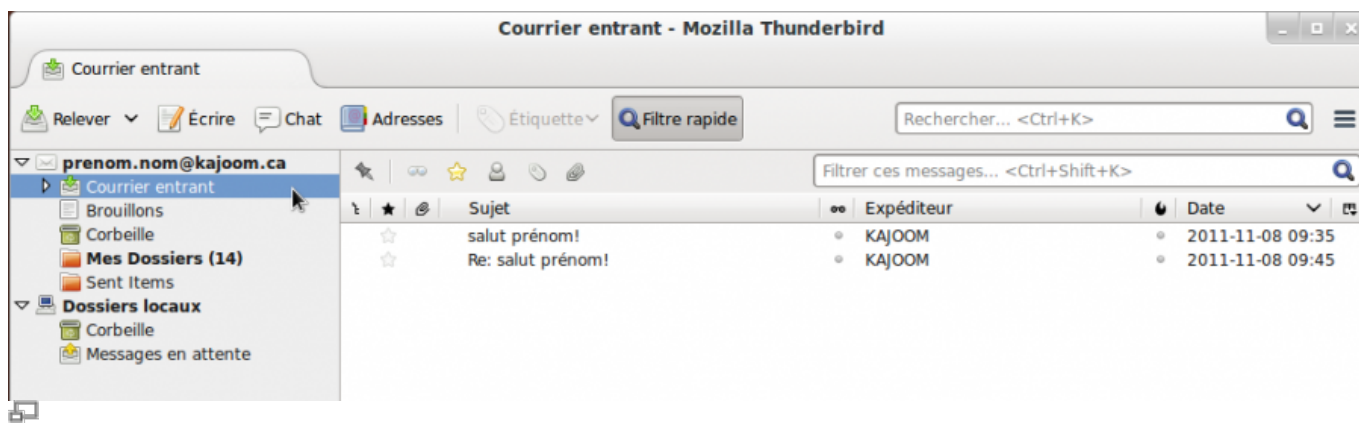 Courrier entrant - Mozilla Thunderbird
Courrier entrant
Relever Écrire Chat Adresses Étiquette Filtre rapide Rechercher... <Ctrl+K>
prenom.nom@kajoom.ca
Courrier entrant
Brouillons
Corbeille
Mes Dossiers (14)
Sent Items
Dossiers locaux
Corbeille
Messages en attente
Filtrer ces messages... <Ctrl+Shift+K>
Sujet Expéditeur Date
salut prénom! KAJOOM 2011-11-08 09:35
Re: salut prénom! KAJOOM 2011-11-08 09:45